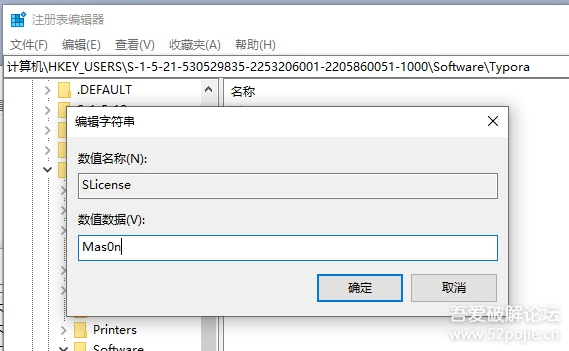 注册表编辑器
文件(F) 编辑(E) 查看(V) 收藏夹(A) 帮助(H)
计算机\HKEY_USERS\S-1-5-21-530529835-2253206001-2205860051-1000\Software\Typora
.DEFAULT
名称
编辑字符串
数值名称(N):
SLicense
数值数据(V):
Mas0n
确定 取消
Printers
Software
吾爱破解论坛
www.52pojie.cn